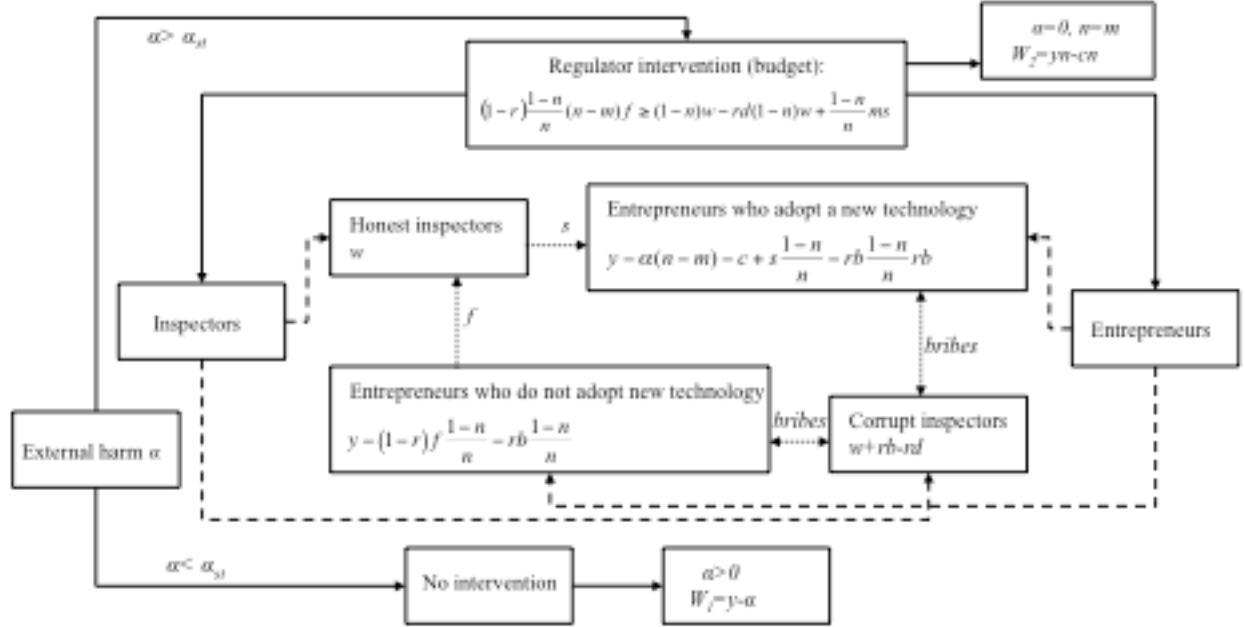 α> α_st
Regulator intervention (budget):
(1−r) (1−n)/n (n−m) f ≥ (1−n)w − rd(1−n)w + (1−n)/n ms
α=0, n=m
W_2=yn-cn
Honest inspectors
w
s
Entrepreneurs who adopt a new technology
y − α(n−m) − c + s (1−n)/n − rb (1−n)/n rb
Inspectors
f
bribes
Entrepreneurs
Entrepreneurs who do not adopt new technology
y − (1−r) f (1−n)/n − rb (1−n)/n
bribes
Corrupt inspectors
w+rb-rd
External harm α
α< α_st
No intervention
α>0
W_1=y-α